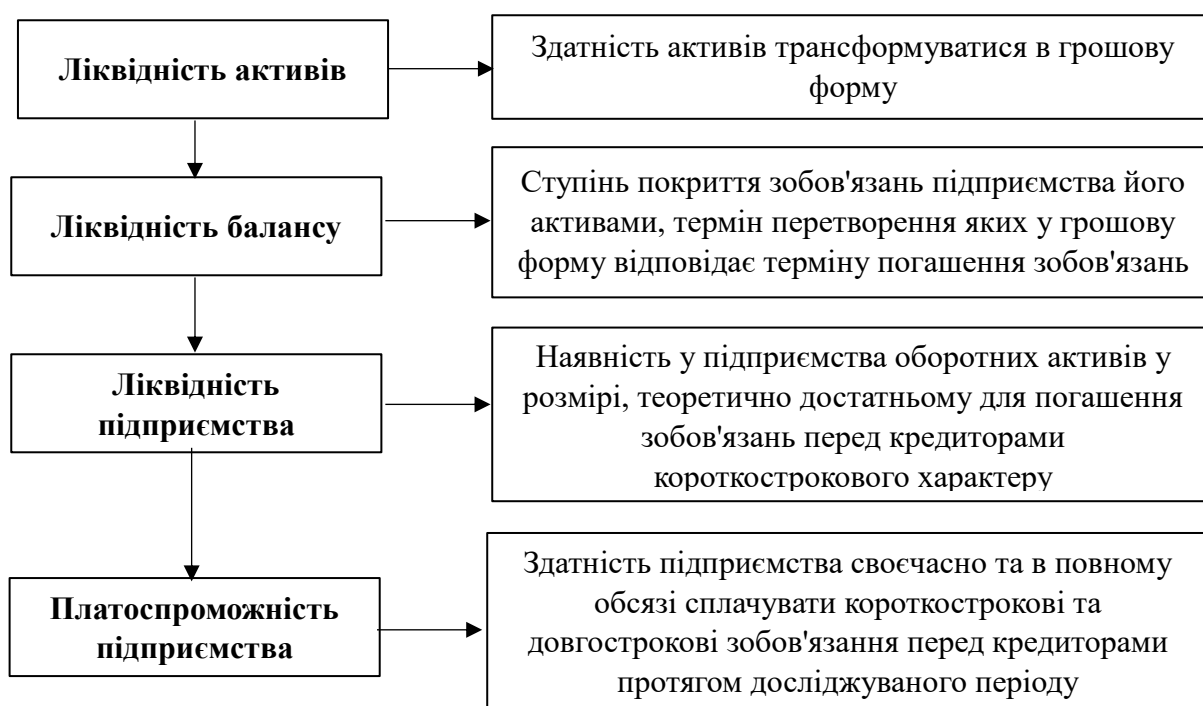 Ліквідність активів
Здатність активів трансформуватися в грошову
форму
Ліквідність балансу
Ступінь покриття зобов'язань підприємства його
активами, термін перетворення яких у грошову
форму відповідає терміну погашення зобов'язань
Ліквідність
підприємства
Наявність у підприємства оборотних активів у
розмірі, теоретично достатньому для погашення
зобов'язань перед кредиторами
короткострокового характеру
Платоспроможність
підприємства
Здатність підприємства своєчасно та в повному
обсязі сплачувати короткострокові та
довгострокові зобов'язання перед кредиторами
протягом досліджуваного періоду